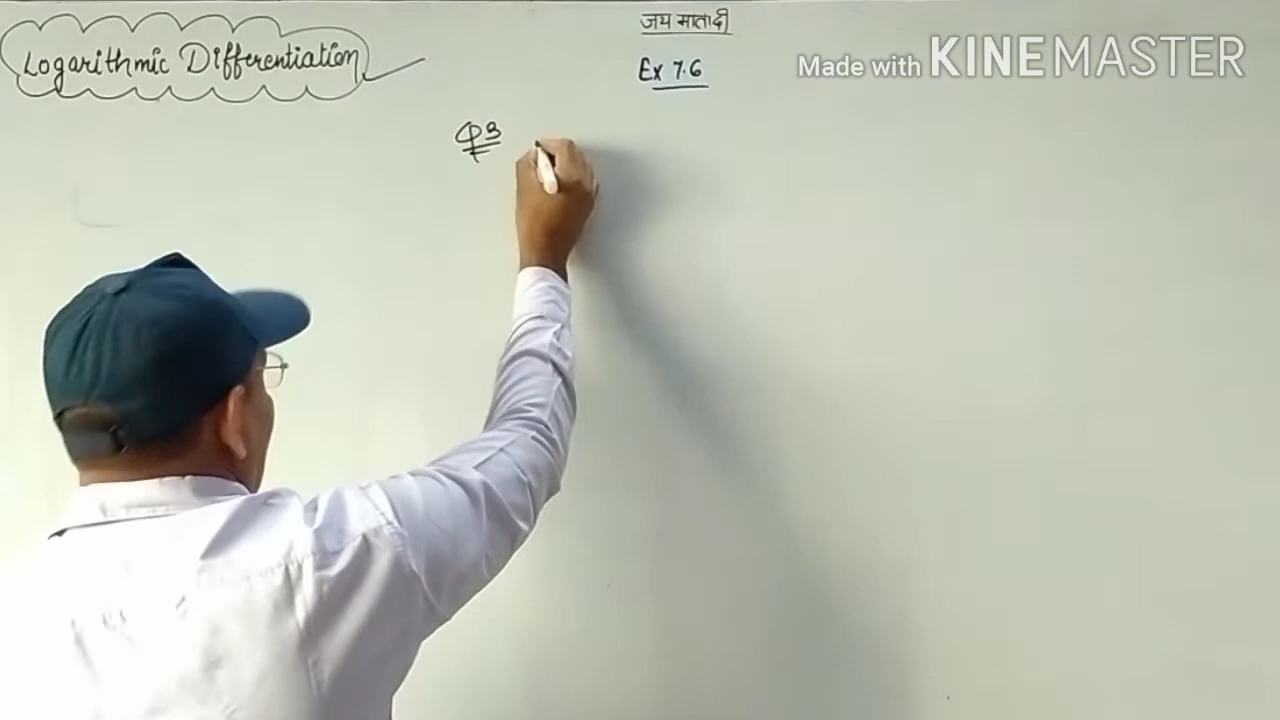 जय माता दी
Logarithmic Differentiation
Ex 7.6
Made with KINEMASTER
Q3